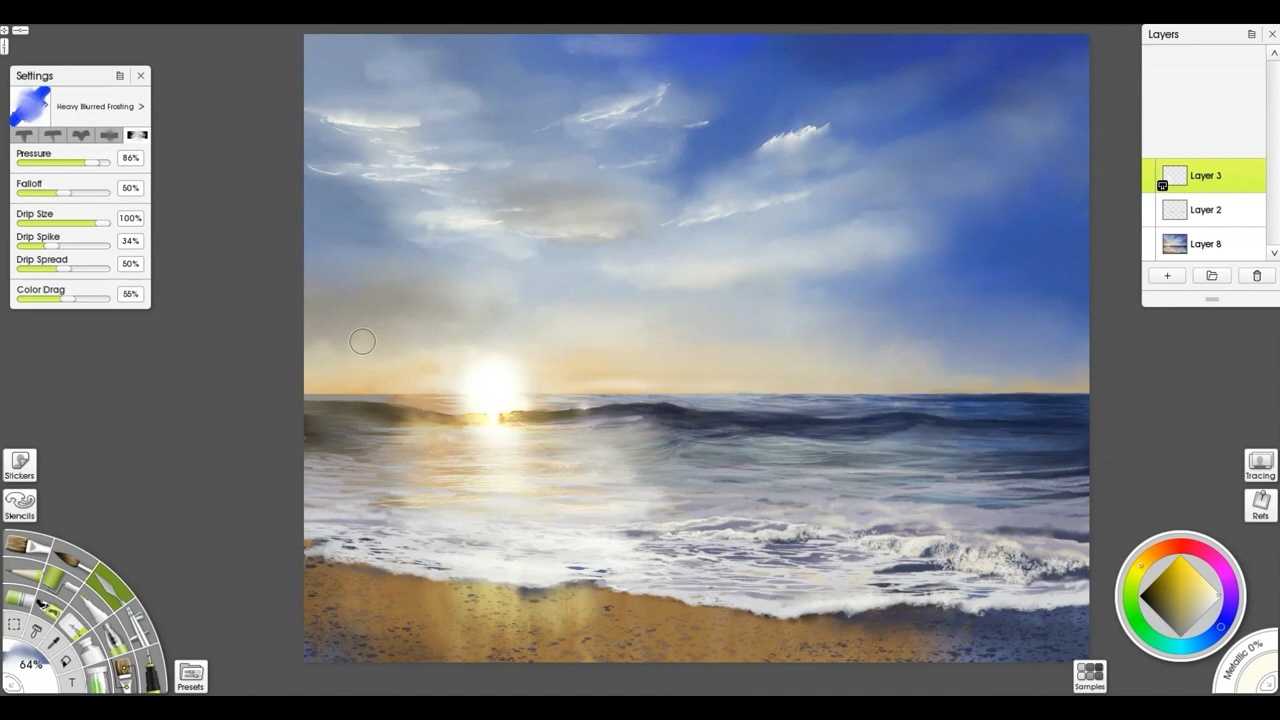 Settings
Heavy Blurred Frosting >
Pressure
86%
Falloff
50%
Drip Size
100%
Drip Spike
34%
Drip Spread
50%
Color Drag
55%
Stickers
Stencils
64%
T
Presets
Layers
Layer 3
Layer 2
Layer 8
Tracing
Refs
Metallic 0%
Samples